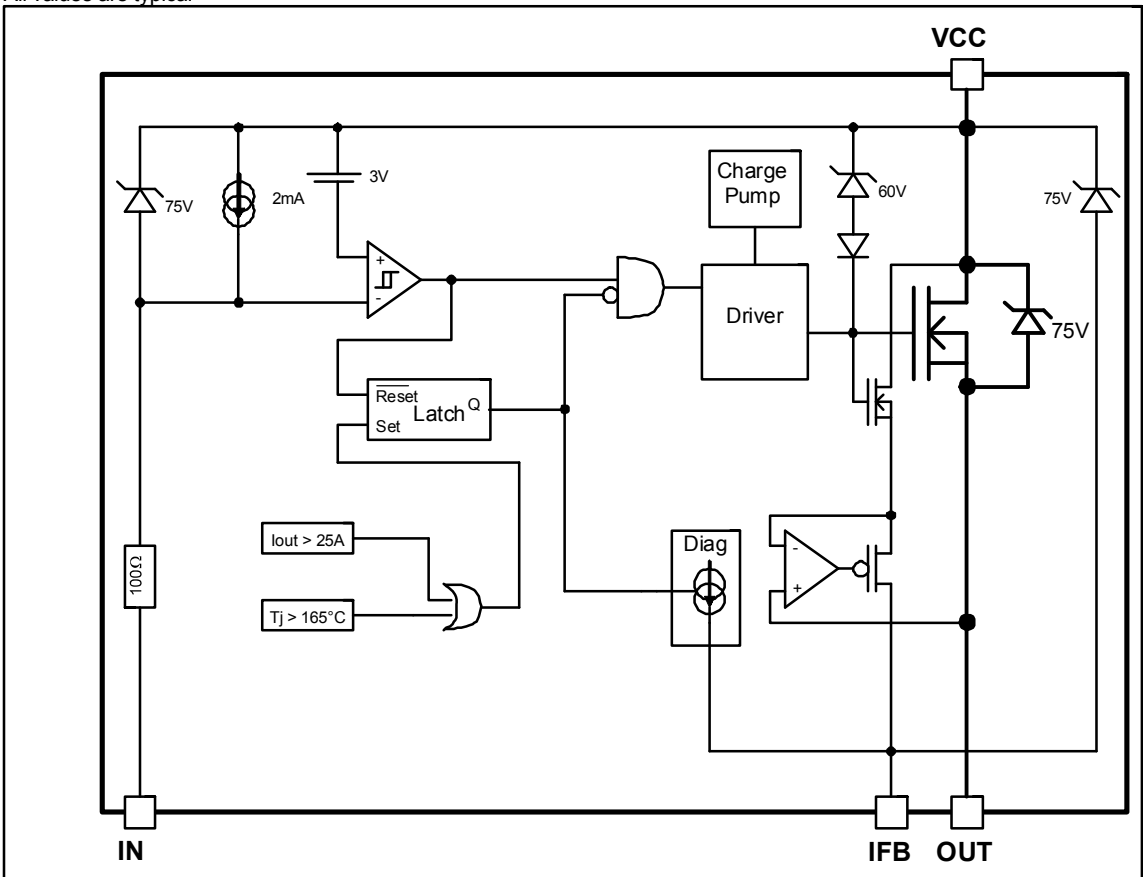 All values are typical
VCC
75V
2mA
3V
Charge
Pump
60V
75V
+
-
Driver
75V
Reset
Latch
Q
Set
Iout > 25A
Diag
-
+
100Ω
Tj > 165°C
IN
IFB
OUT